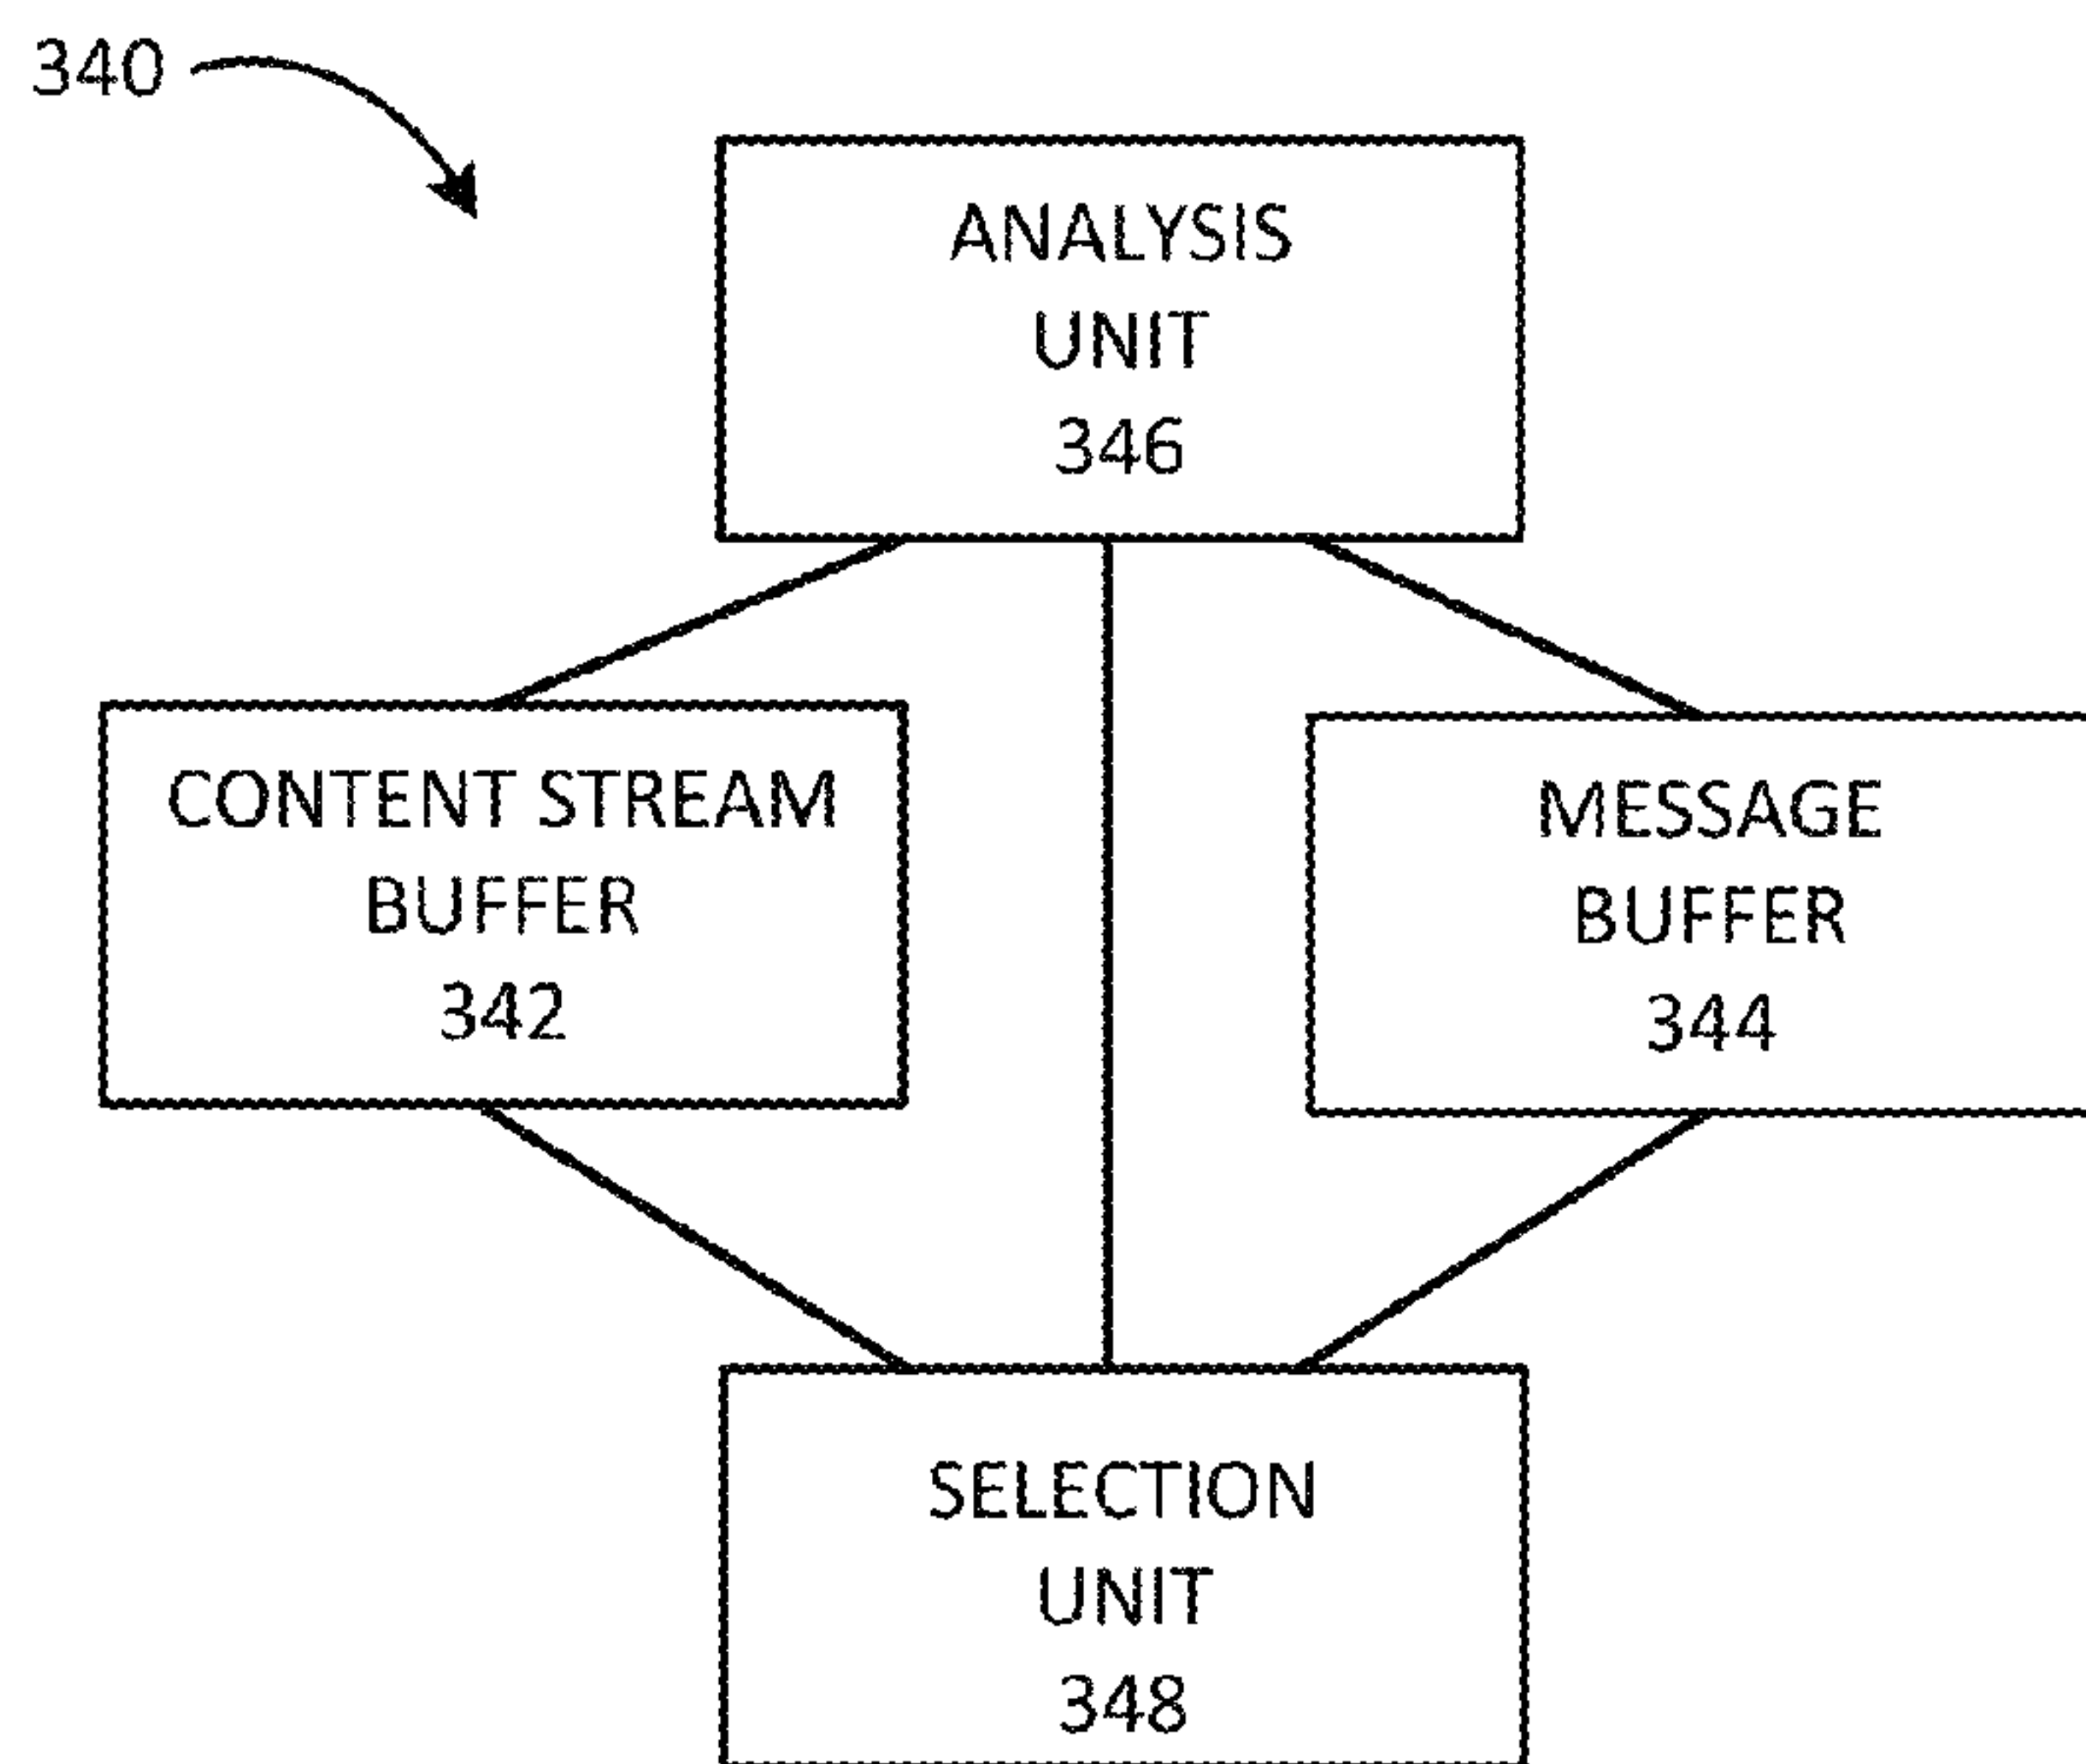 340
ANALYSIS
UNIT
346
CONTENT STREAM
BUFFER
342
MESSAGE
BUFFER
344
SELECTION
UNIT
348